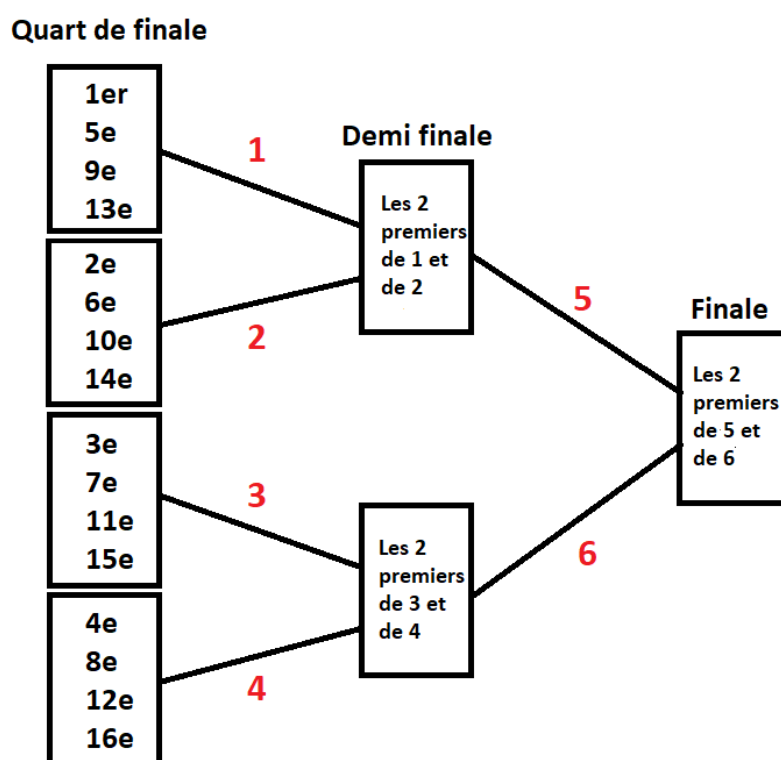 Quart de finale
1er
5e
9e
13e
1
2e
6e
10e
14e
2
3e
7e
11e
15e
3
4e
8e
12e
16e
4
Demi finale
Les 2
premiers
de 1 et
de 2
5
Les 2
premiers
de 3 et
de 4
6
Finale
Les 2
premiers
de 5 et
de 6